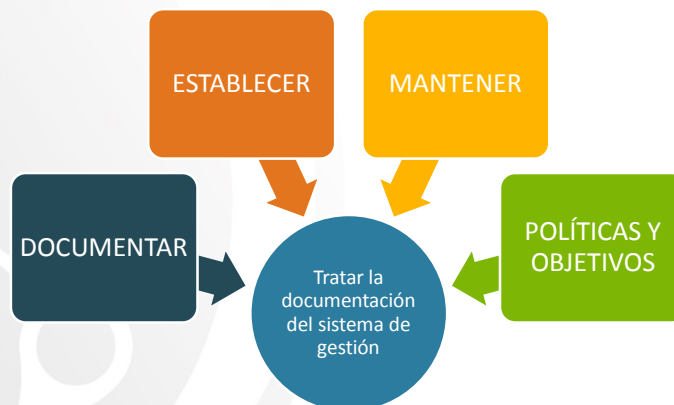 ESTABLECER
MANTENER
DOCUMENTAR
POLÍTICAS Y
OBJETIVOS
Tratar la
documentación
del sistema de
gestión